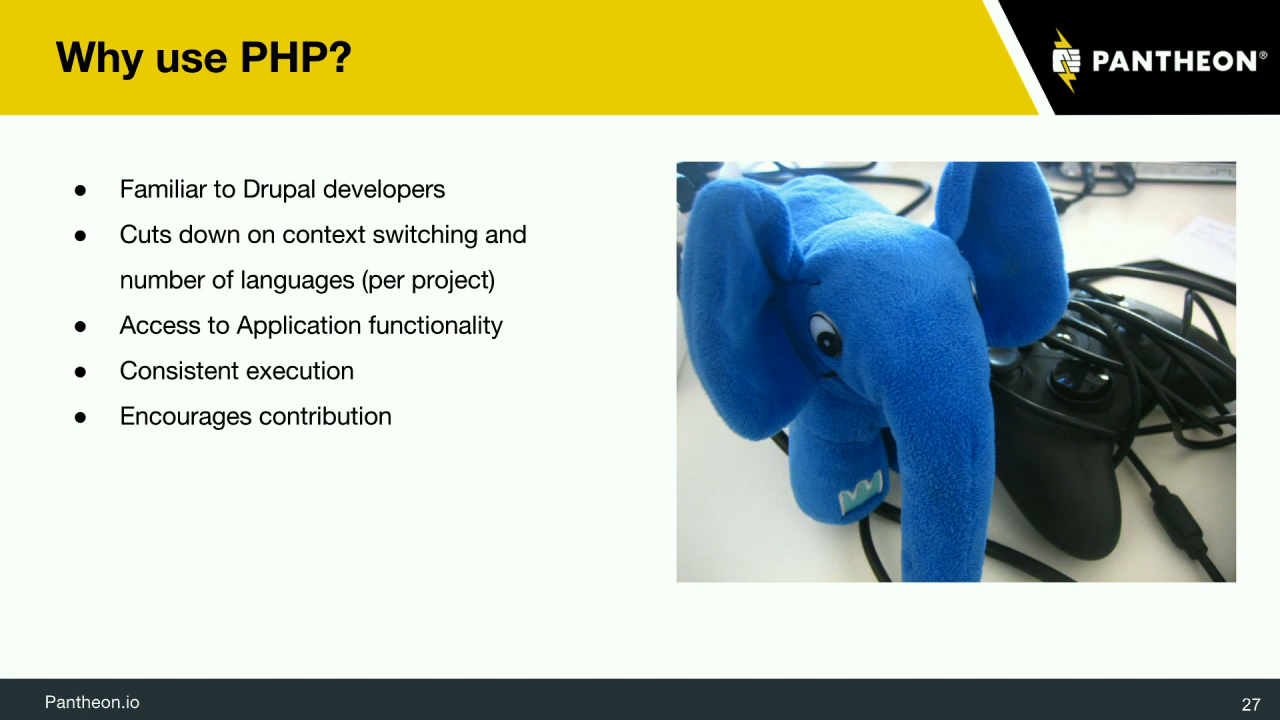 Why use PHP?
PANTHEON®
● Familiar to Drupal developers
● Cuts down on context switching and
number of languages (per project)
● Access to Application functionality
● Consistent execution
● Encourages contribution
Pantheon.io
27